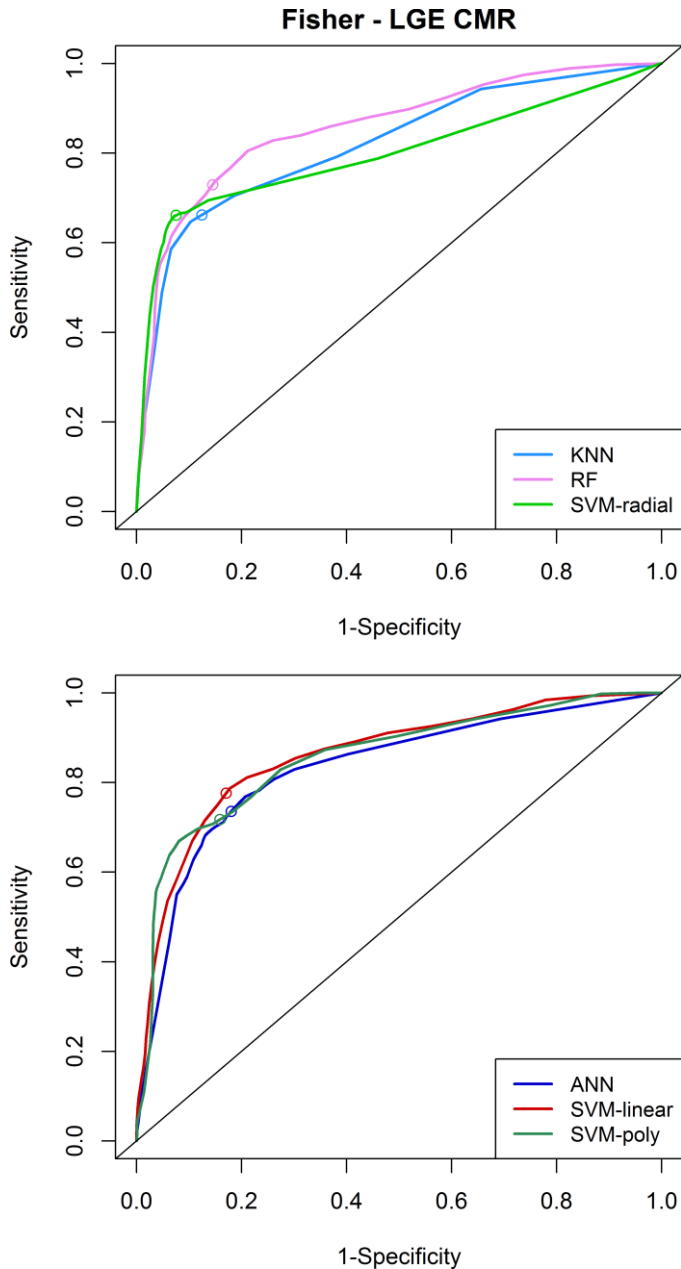 Fisher - LGE CMR
Sensitivity
1.0
0.8
0.6
0.4
0.2
0.0
KNN
RF
SVM-radial
0.0 0.2 0.4 0.6 0.8 1.0
1-Specificity
Sensitivity
1.0
0.8
0.6
0.4
0.2
0.0
ANN
SVM-linear
SVM-poly
0.0 0.2 0.4 0.6 0.8 1.0
1-Specificity